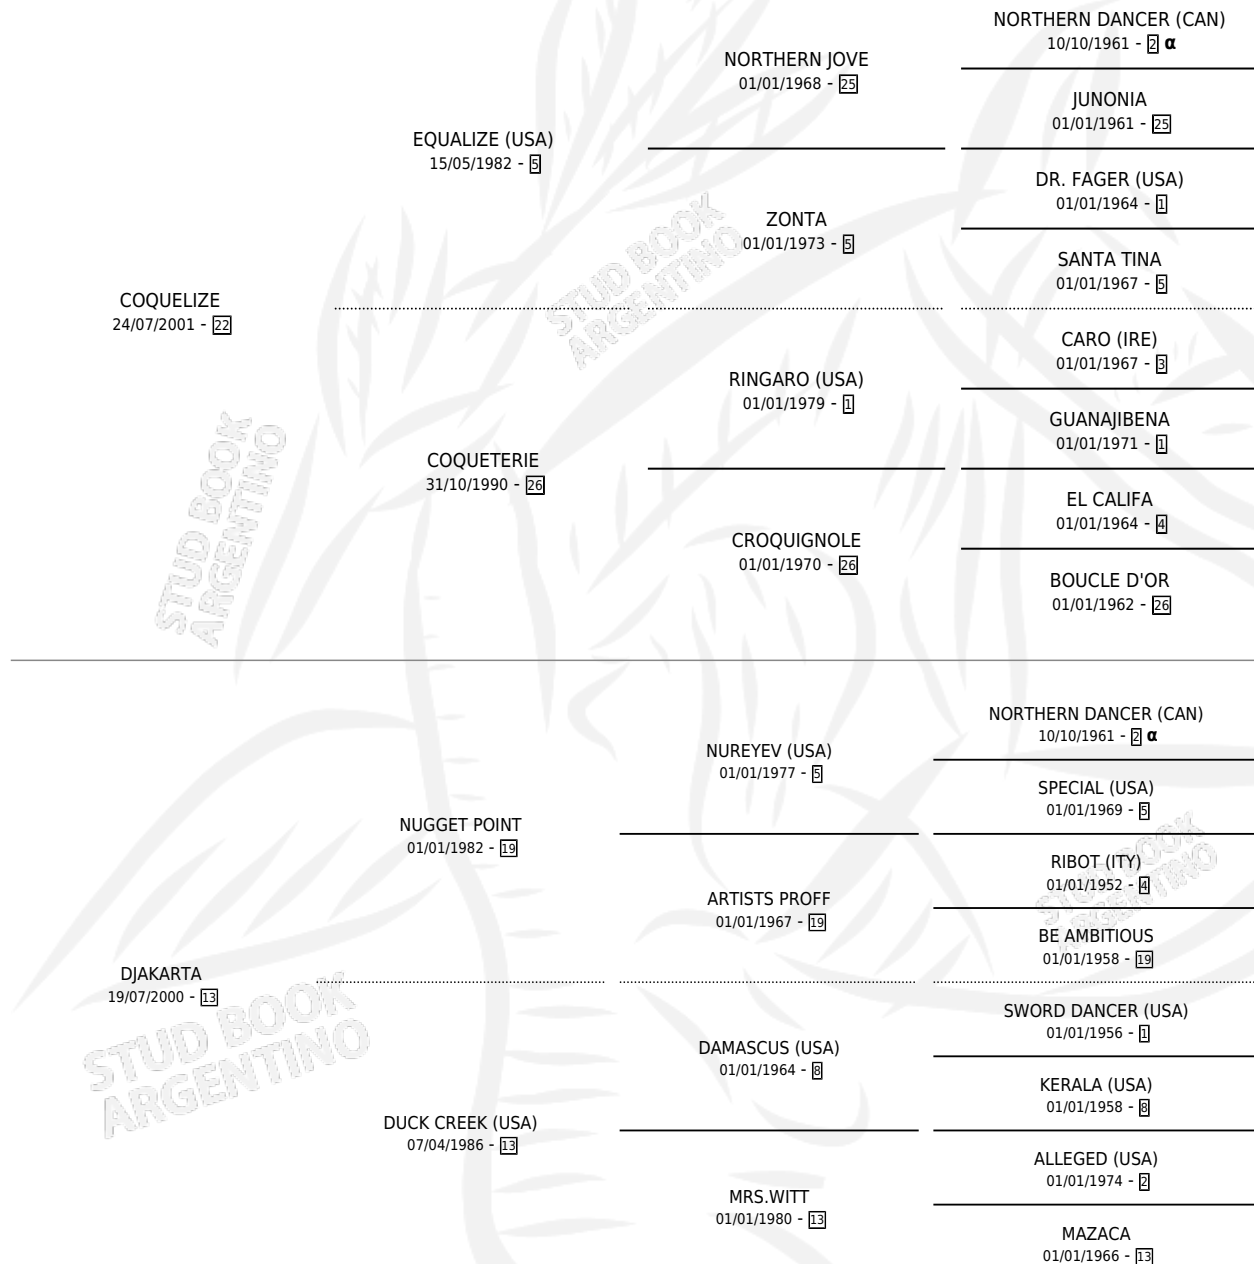 NORTHERN DANCER (CAN)
10/10/1961 - 2 α
NORTHERN JOVE
01/01/1968 - 25
JUNONIA
01/01/1961 - 25
EQUALIZE (USA)
15/05/1982 - 5
DR. FAGER (USA)
01/01/1964 - 1
ZONTA
01/01/1973 - 5
SANTA TINA
01/01/1967 - 5
STUD BOOK
ARGENTINO
COQUELIZE
24/07/2001 - 22
CARO (IRE)
01/01/1967 - 3
RINGARO (USA)
01/01/1979 - 1
GUANAJIBENA
01/01/1971 - 1
COQUETERIE
31/10/1990 - 26
EL CALIFA
01/01/1964 - 4
CROQUIGNOLE
01/01/1970 - 26
BOUCLE D'OR
01/01/1962 - 26
STUD BOOK
ARGENTINO
NORTHERN DANCER (CAN)
10/10/1961 - 2 α
NUREYEV (USA)
01/01/1977 - 5
SPECIAL (USA)
01/01/1969 - 5
NUGGET POINT
01/01/1982 - 19
RIBOT (ITY)
01/01/1952 - 4
ARTISTS PROFF
01/01/1967 - 19
BE AMBITIOUS
01/01/1958 - 19
STUD BOOK
ARGENTINO
DJAKARTA
19/07/2000 - 13
SWORD DANCER (USA)
01/01/1956 - 1
DAMASCUS (USA)
01/01/1964 - 8
KERALA (USA)
01/01/1958 - 8
DUCK CREEK (USA)
07/04/1986 - 13
ALLEGED (USA)
01/01/1974 - 2
MRS.WITT
01/01/1980 - 13
MAZACA
01/01/1966 - 13
STUD BOOK
ARGENTINO